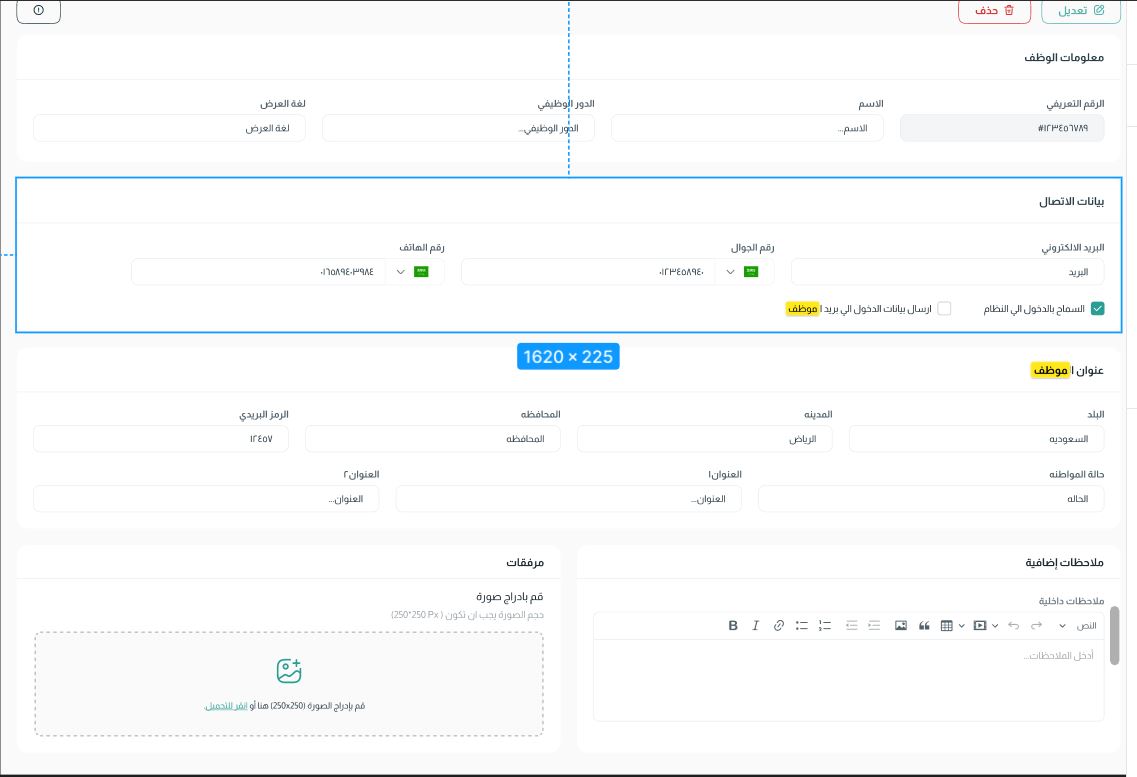 تعديل
حذف
معلومات الوظف
الرقم التعريفي
الاسم
الدور الوظيفي
لغة العرض
#١٢٣٤٥٦٧٨٩
الاسم...
الدور الوظيفي...
لغة العرض
بيانات الاتصال
البريد الالكتروني
رقم الجوال
رقم الهاتف
البريد
٠١٢٣٤٥٨٩٤٠
٠١٦٥٨٩٤٠٣٩٨٤
السماح بالدخول الي النظام
ارسال بيانات الدخول الي بريد ا موظف
1620 × 225
عنوان ا موظف
البلد
المدينه
المحافظه
الرمز البريدي
السعوديه
الرياض
المحافظه
١٢٤٥٧
حالة المواطنه
العنوان١
العنوان٢
الحاله
العنوان...
العنوان...
ملاحظات إضافية
ملاحظات داخلية
النص
B I
أدخل الملاحظات...
مرفقات
قم بادراج صورة
حجم الصورة يجب ان تكون ( 250*250 Px)
قم بإدراج الصورة (250x250) هنا أو انقر للتحميل.